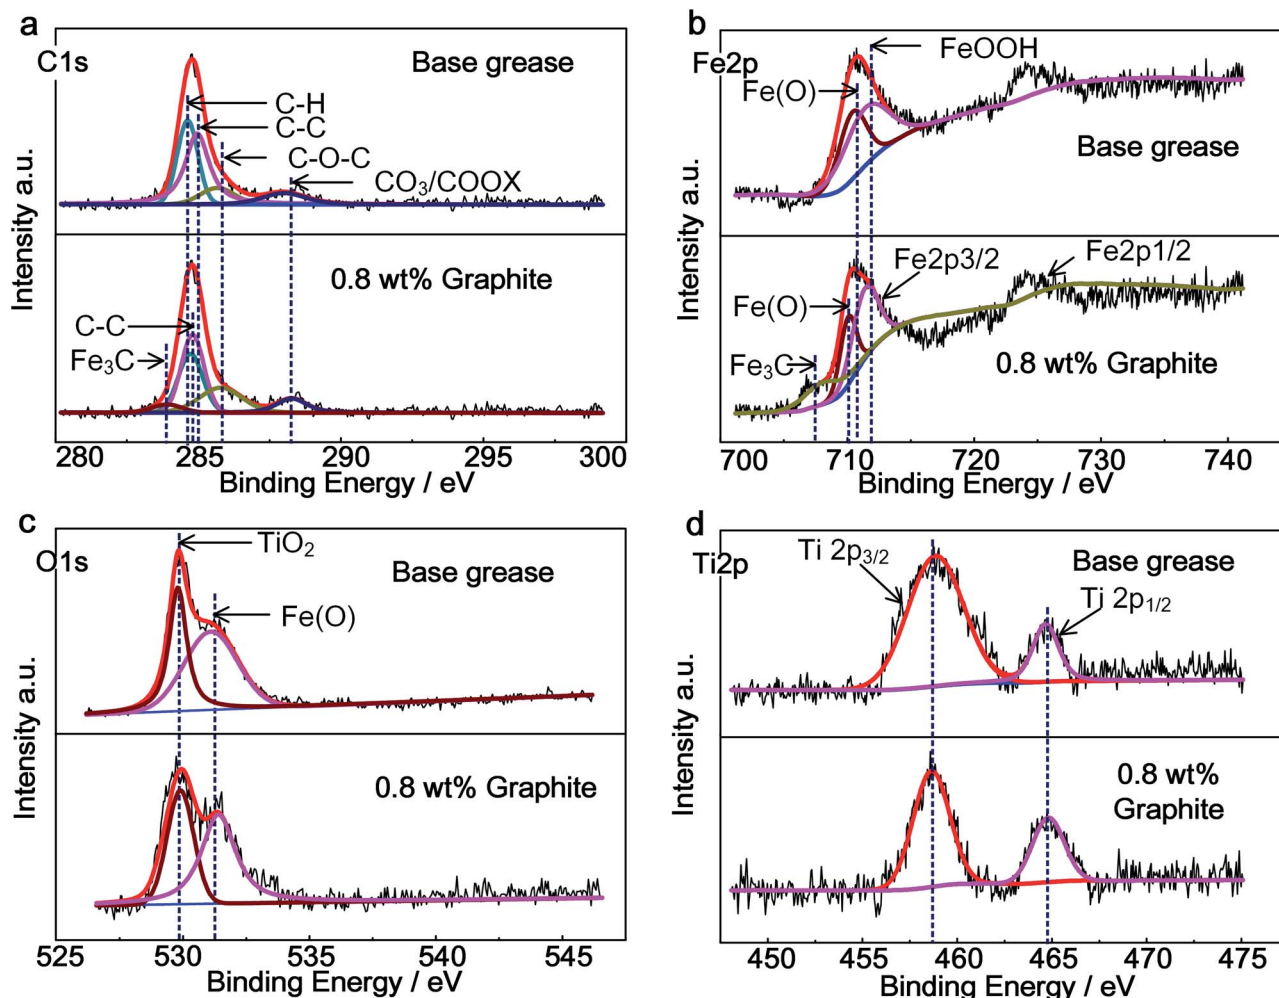 a
C1s
Base grease
C-H
C-C
C-O-C
CO3/COOX
Intensity a.u.
0.8 wt% Graphite
C-C
Fe3C
280 285 290 295 300
Binding Energy / eV
b
Fe2p
FeOOH
Fe(O)
Base grease
Intensity a.u.
Fe2p3/2
Fe2p1/2
Fe(O)
Fe3C
0.8 wt% Graphite
700 710 720 730 740
Binding Energy / eV
c
O1s
TiO2
Base grease
Fe(O)
Intensity a.u.
0.8 wt% Graphite
525 530 535 540 545
Binding Energy / eV
d
Ti2p
Ti 2p3/2
Base grease
Ti 2p1/2
Intensity a.u.
0.8 wt%
Graphite
450 455 460 465 470 475
Binding Energy / eV